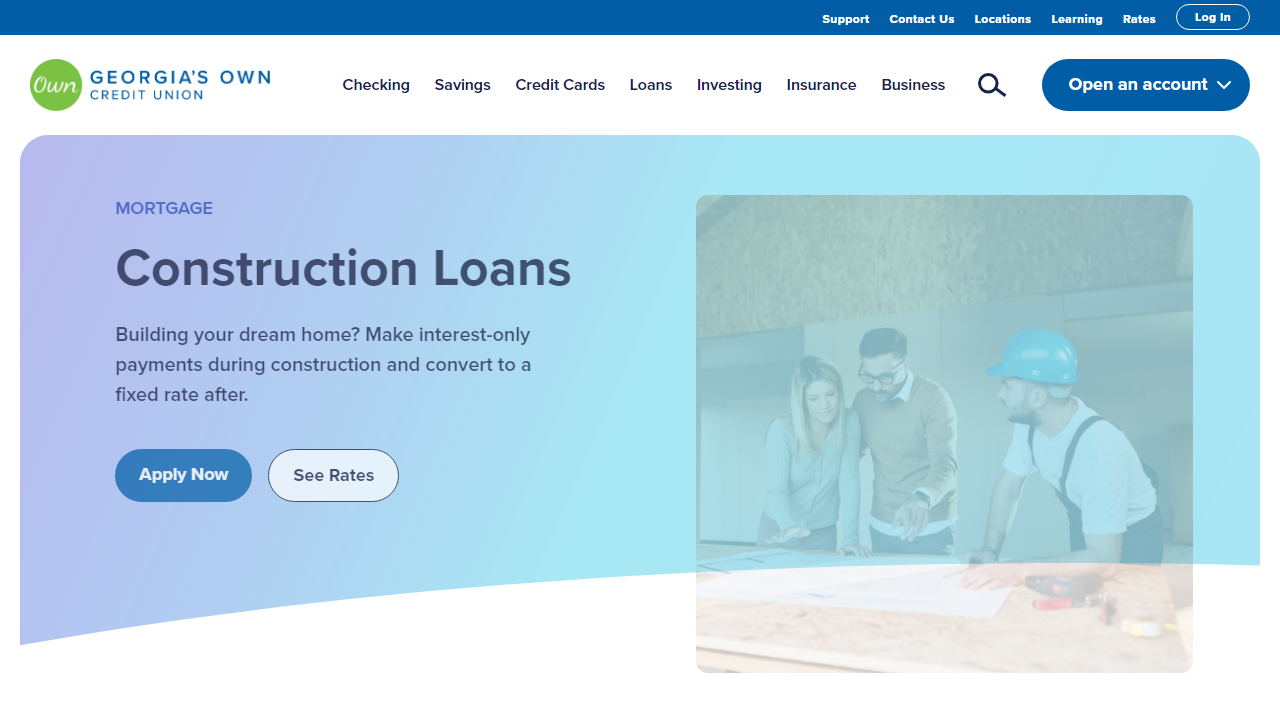 Support Contact Us Locations Learning Rates Log In
Own GEORGIA'S OWN
CREDIT UNION
Checking Savings Credit Cards Loans Investing Insurance Business Open an account
MORTGAGE
Construction Loans
Building your dream home? Make interest-only
payments during construction and convert to a
fixed rate after.
Apply Now See Rates